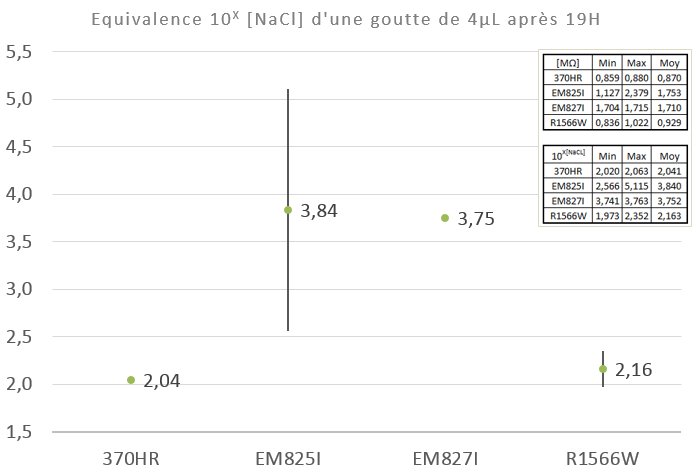 Equivalence 10ˣ [NaCl] d'une goutte de 4µL après 19H
5,5
5,0
4,5
4,0
3,5
3,0
2,5
2,0
1,5
2,04
3,84
3,75
2,16
370HR EM825I EM827I R1566W
[MΩ] Min Max Moy
370HR 0,859 0,880 0,870
EM825I 1,127 2,379 1,753
EM827I 1,704 1,715 1,710
R1566W 0,836 1,022 0,929
10^X[NaCL] Min Max Moy
370HR 2,020 2,063 2,041
EM825I 2,566 5,115 3,840
EM827I 3,741 3,763 3,752
R1566W 1,973 2,352 2,163